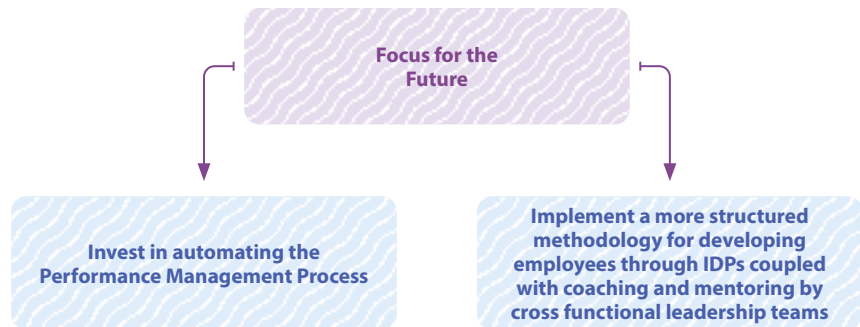 Focus for the
Future
Invest in automating the
Performance Management Process
Implement a more structured
methodology for developing
employees through IDPs coupled
with coaching and mentoring by
cross functional leadership teams